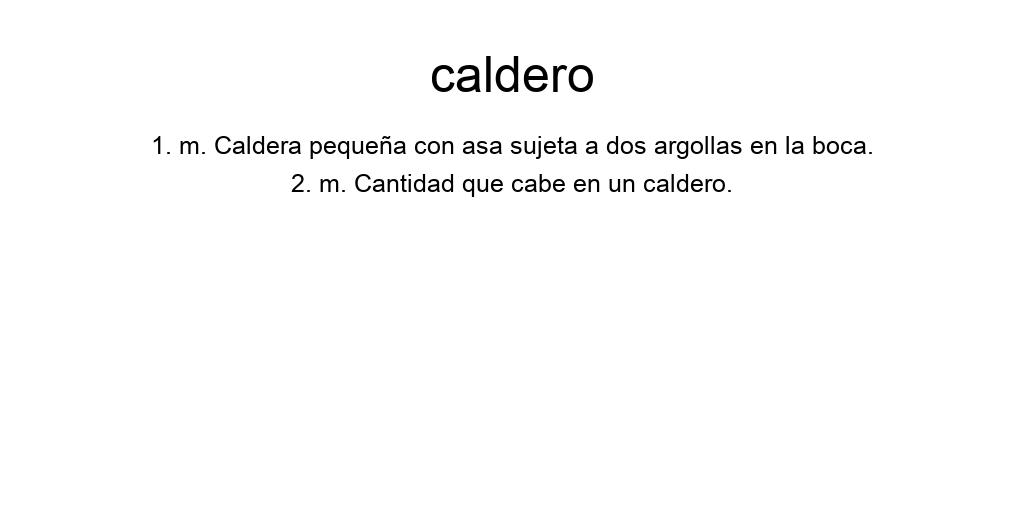 caldero
1. m. Caldera pequeña con asa sujeta a dos argollas en la boca.
2. m. Cantidad que cabe en un caldero.